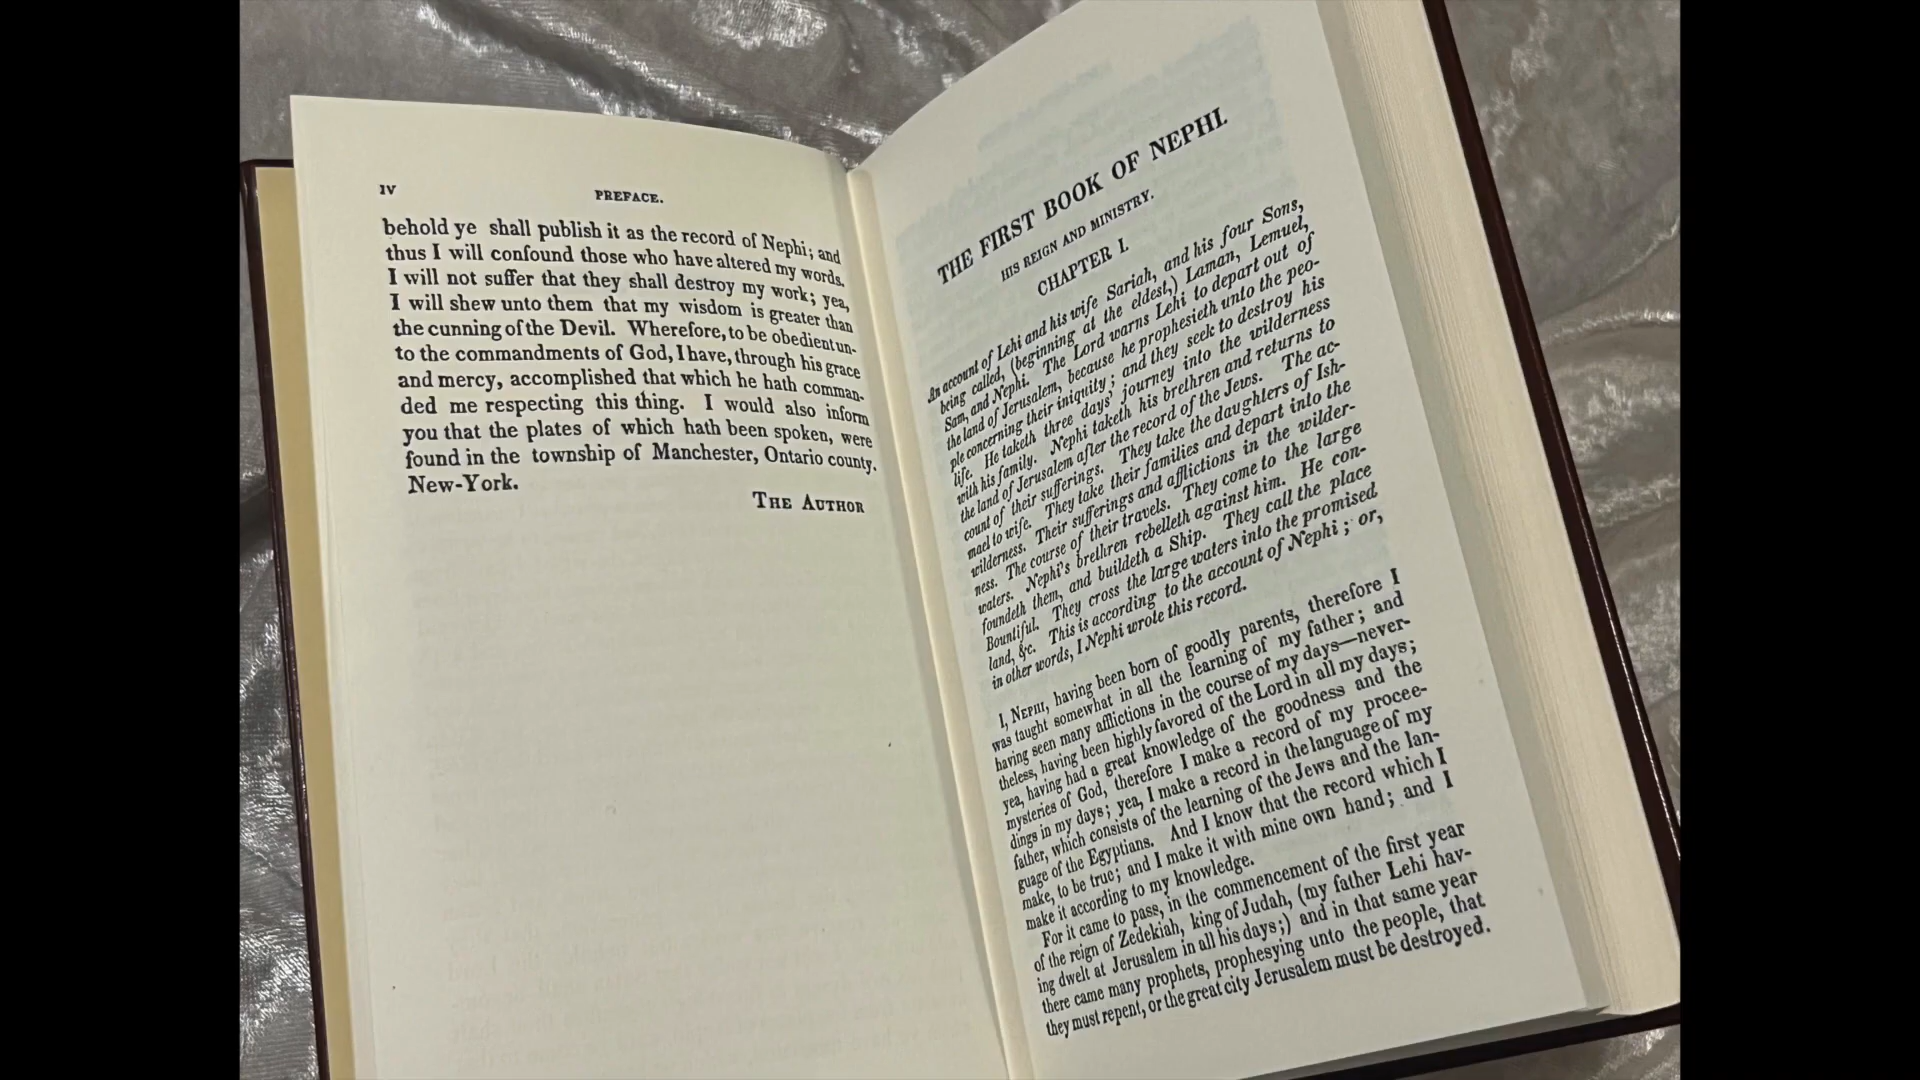 IV
PREFACE.
behold ye shall publish it as the record of Nephi; and
thus I will confound those who have altered my words.
I will not suffer that they shall destroy my work; yea,
I will shew unto them that my wisdom is greater than
the cunning of the Devil. Wherefore, to be obedient un-
to the commandments of God, I have, through his grace
and mercy, accomplished that which he hath comman-
ded me respecting this thing. I would also inform
you that the plates of which hath been spoken, were
found in the township of Manchester, Ontario county,
New-York.
THE AUTHOR
THE FIRST BOOK OF NEPHI.
HIS REIGN AND MINISTRY.
CHAPTER I.
An account of Lehi and his wife Sariah, and his four Sons,
being called, (beginning at the eldest,) Laman, Lemuel,
Sam, and Nephi. The Lord warns Lehi to depart out of
the land of Jerusalem, because he prophesieth unto the peo-
ple concerning their iniquity; and they seek to destroy his
life. He taketh three days' journey into the wilderness
with his family. Nephi taketh his brethren and returns to
the land of Jerusalem after the record of the Jews. The ac-
count of their sufferings. They take the daughters of Ish-
mael to wife. They take their families and depart into the
wilderness. Their sufferings and afflictions in the wilder-
ness. The course of their travels. They come to the large
waters. Nephi's brethren rebelleth against him. He con-
foundeth them, and buildeth a Ship. They call the place
Bountiful. They cross the large waters into the promised
land, &c. This is according to the account of Nephi; or,
in other words, I Nephi wrote this record.
I, NEPHI, having been born of goodly parents, therefore I
was taught somewhat in all the learning of my father; and
having seen many afflictions in the course of my days—never-
theless, having been highly favored of the Lord in all my days;
yea, having had a great knowledge of the goodness and the
mysteries of God, therefore I make a record of my procee-
dings in my days; yea, I make a record in the language of my
father, which consists of the learning of the Jews and the lan-
guage of the Egyptians. And I know that the record which I
make, to be true; and I make it with mine own hand; and I
make it according to my knowledge.
For it came to pass, in the commencement of the first year
of the reign of Zedekiah, king of Judah, (my father Lehi hav-
ing dwelt at Jerusalem in all his days;) and in that same year
there came many prophets, prophesying unto the people, that
they must repent, or the great city Jerusalem must be destroyed.